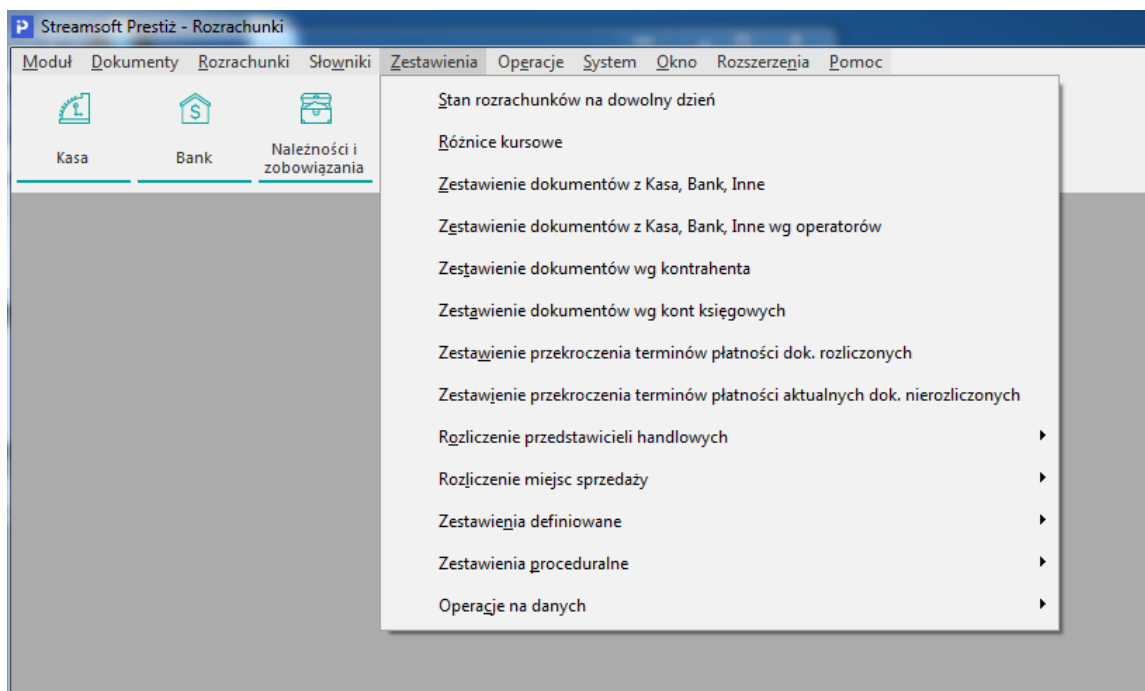 Streamsoft Prestiż - Rozrachunki
Moduł Dokumenty Rozrachunki Słowniki Zestawienia Operacje System Okno Rozszerzenia Pomoc
Kasa
Bank
Należności i
zobowiązania
Stan rozrachunków na dowolny dzień
Różnice kursowe
Zestawienie dokumentów z Kasa, Bank, Inne
Zestawienie dokumentów z Kasa, Bank, Inne wg operatorów
Zestawienie dokumentów wg kontrahenta
Zestawienie dokumentów wg kont księgowych
Zestawienie przekroczenia terminów płatności dok. rozliczonych
Zestawienie przekroczenia terminów płatności aktualnych dok. nierozliczonych
Rozliczenie przedstawicieli handlowych
Rozliczenie miejsc sprzedaży
Zestawienia definiowane
Zestawienia proceduralne
Operacje na danych